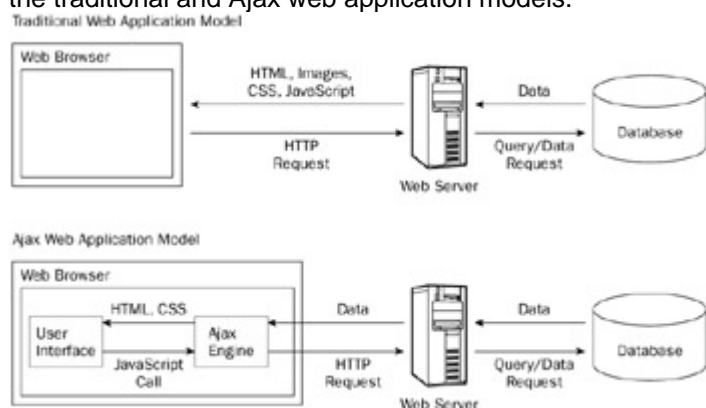 the traditional and Ajax web application models.
Traditional Web Application Model
Web Browser
HTML, Images,
CSS, JavaScript
HTTP
Request
Web Server
Data
Query/Data
Request
Database
Ajax Web Application Model
Web Browser
User
Interface
HTML, CSS
JavaScript
Call
Ajax
Engine
Data
HTTP
Request
Web Server
Data
Query/Data
Request
Database